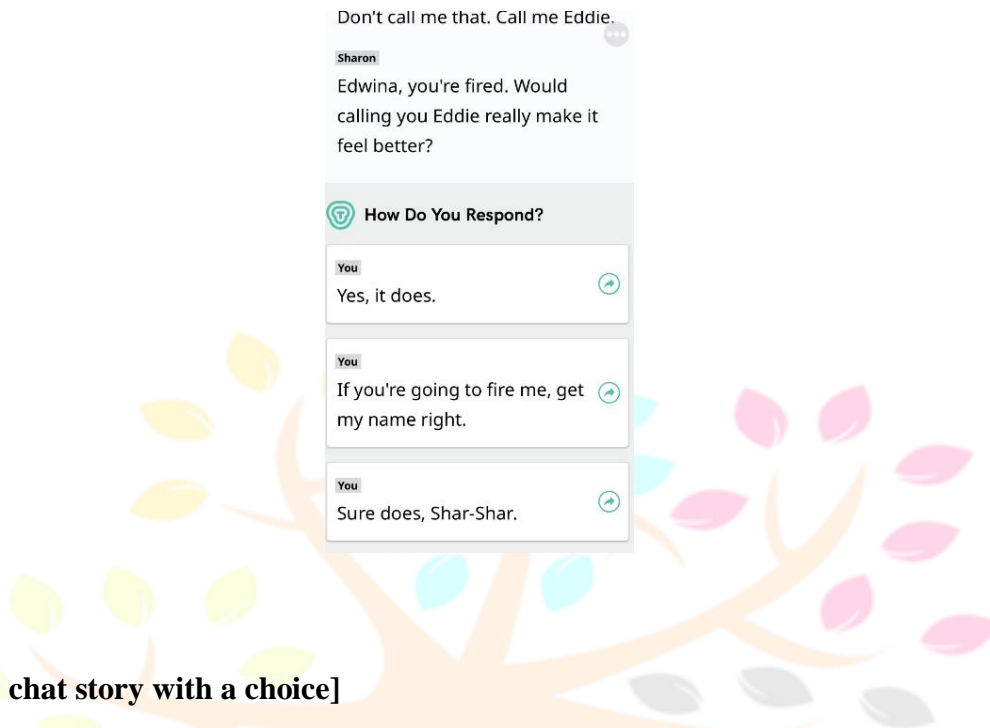 Don't call me that. Call me Eddie.
Sharon
Edwina, you're fired. Would
calling you Eddie really make it
feel better?
How Do You Respond?
You
Yes, it does.
You
If you're going to fire me, get
my name right.
You
Sure does, Shar-Shar.
chat story with a choice]